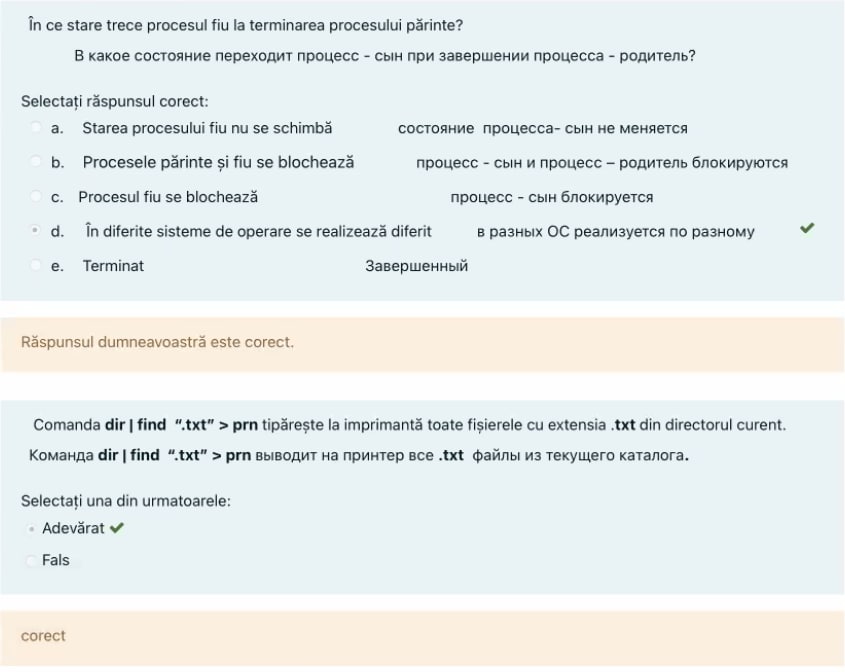 În ce stare trece procesul fiu la terminarea procesului părinte?
В какое состояние переходит процесс - сын при завершении процесса - родитель?
Selectați răspunsul corect:
a. Starea procesului fiu nu se schimbă состояние процесса- сын не меняется
b. Procesele părinte și fiu se blochează процесс - сын и процесс – родитель блокируются
c. Procesul fiu se blochează процесс - сын блокируется
d. În diferite sisteme de operare se realizează diferit в разных ОС реализуется по разному
e. Terminat Завершенный
Răspunsul dumneavoastră este corect.
Comanda dir | find “.txt” > prn tipărește la imprimantă toate fișierele cu extensia .txt din directorul curent.
Команда dir | find “.txt” > prn выводит на принтер все .txt файлы из текущего каталога.
Selectați una din urmatoarele:
Adevărat
Fals
corect